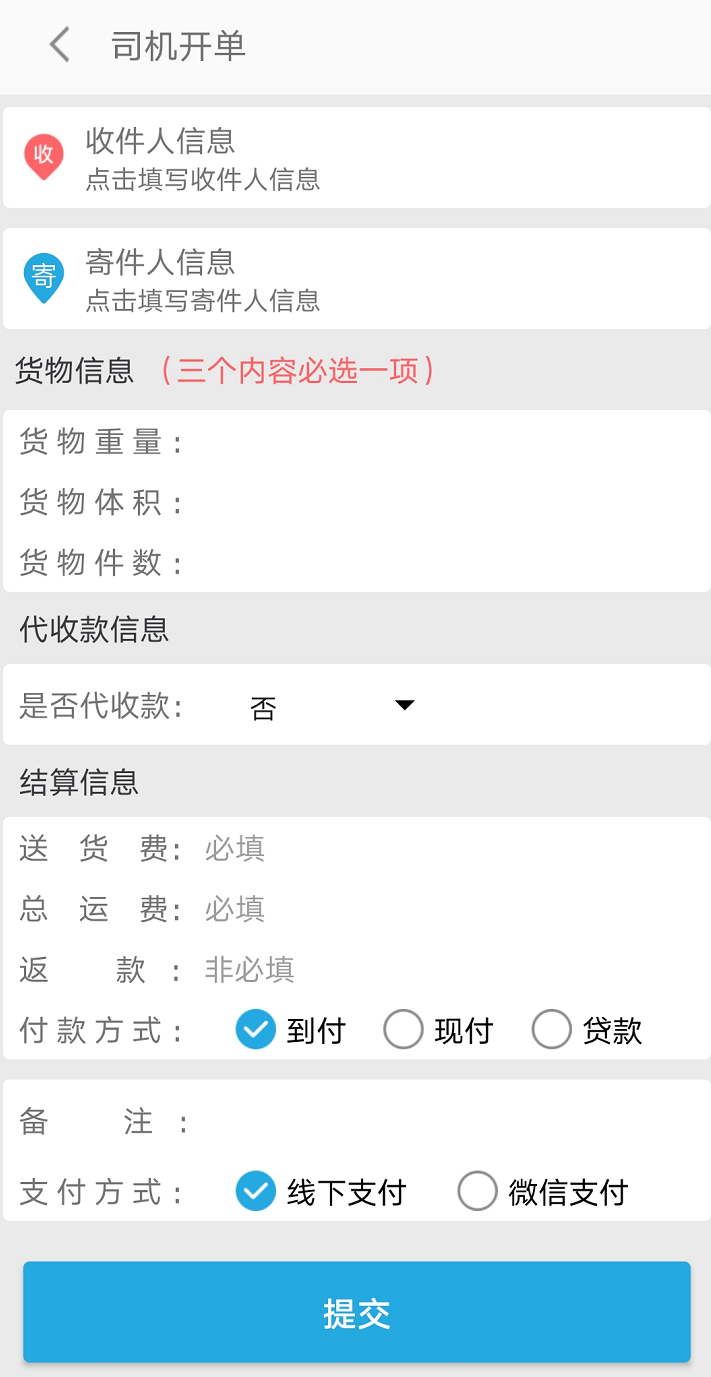 司机开单
收
收件人信息
点击填写收件人信息
寄
寄件人信息
点击填写寄件人信息
货物信息 (三个内容必选一项)
货物重量:
货物体积:
货物件数:
代收款信息
是否代收款: 否
结算信息
送货费: 必填
总运费: 必填
返款: 非必填
付款方式: 到付 现付 贷款
备注:
支付方式: 线下支付 微信支付
提交